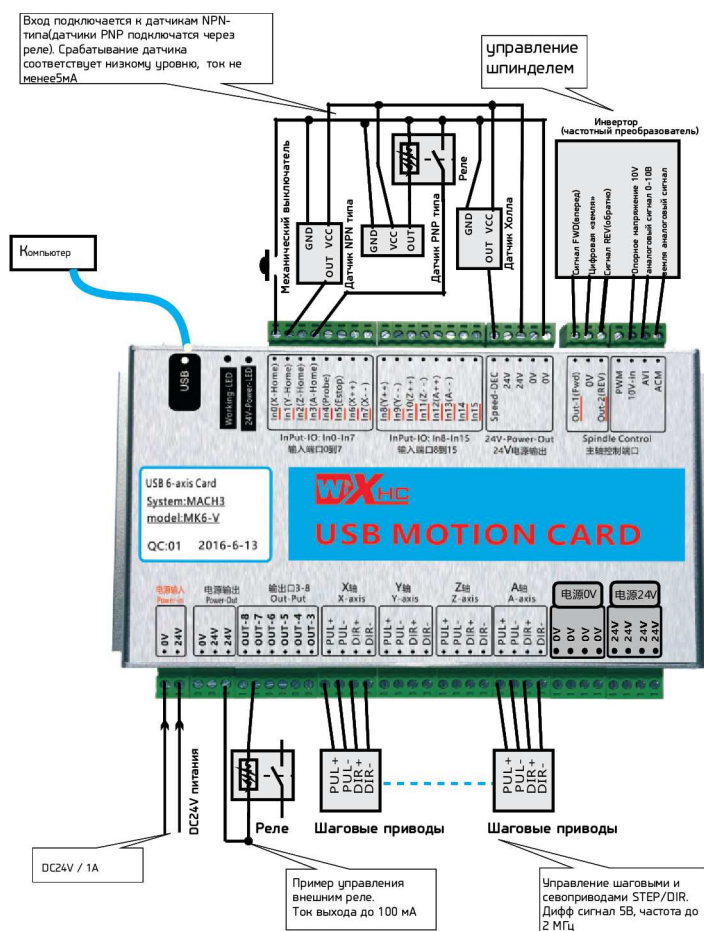 Вход подключается к датчикам NPN-
типа(датчики PNP подключатся через
реле). Срабатывание датчика
соответствует низкому уровню, ток не
менее5мА
управление
шпинделем
Инвертор
(частотный преобразователь)
Компьютер
Механический выключатель
GND
VCC
OUT
Датчик NPN типа
GND
VCC
OUT
Реле
Датчик PNP типа
GND
OUT VCC
Датчик Холла
Сигнал FWD(вперед)
Цифровая «земля»
Сигнал REV(обратно)
Опорное напряжение 10V
аналоговый сигнал 0-10В
земля аналоговый сигнал
USB
Working-LED
24V-Power-LED
In0(X-Home)
In1(Y-Home)
In2(Z-Home)
In3(A-Home)
In4(Probe)
In5(Estop)
In6(X++)
In7(X--)
InPut-IO: In0-In7
输入端口0到7
In8(Y++)
In9(Y--)
In10(Z++)
In11(Z--)
In12(A++)
In13(A--)
In14
In15
InPut-IO: In8-In15
输入端口8到15
Speed-DEC
24V
24V
0V
0V
24V-Power-Out
24V电源输出
Out-1(Fwd)
0V
Out-2(REV)
PWM
10V-In
AVI
ACM
Spindle Control
主轴控制端口
USB 6-axis Card
System:MACH3
model:MK6-V
QC:01 2016-6-13
XHC
USB MOTION CARD
电源输入
Power-In
0V
24V
电源输出
Power-Out
0V
24V
24V
输出口3-8
Out-Put
OUT-8
OUT-7
OUT-6
OUT-5
OUT-4
OUT-3
X轴
X-axis
PUL+
PUL-
DIR+
DIR-
Y轴
Y-axis
PUL+
PUL-
DIR+
DIR-
Z轴
Z-axis
PUL+
PUL-
DIR+
DIR-
A轴
A-axis
PUL+
PUL-
DIR+
DIR-
电源0V
0V
0V
0V
0V
电源24V
24V
24V
24V
24V
DC24V питания
DC24V / 1A
Реле
PUL+
PUL-
DIR+
DIR-
Шаговые приводы
PUL+
PUL-
DIR+
DIR-
Шаговые приводы
Пример управления
внешним реле.
Ток выхода до 100 мА
Управление шаговыми и
севоприводами STEP/DIR.
Дифф сигнал 5В, частота до
2 МГц